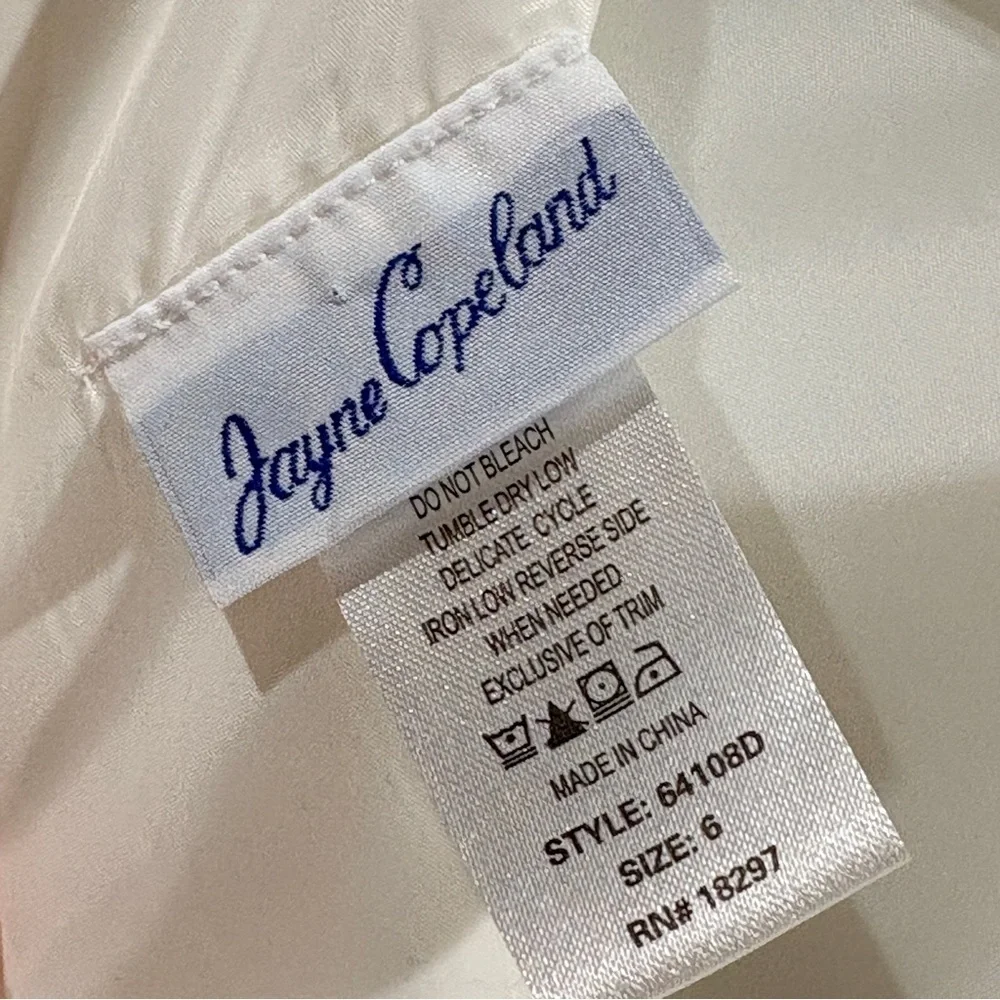 Jayne Copeland
DO NOT BLEACH
TUMBLE DRY LOW
DELICATE CYCLE
IRON LOW REVERSE SIDE
WHEN NEEDED
EXCLUSIVE OF TRIM
MADE IN CHINA
STYLE: 64108D
SIZE: 6
RN# 18297